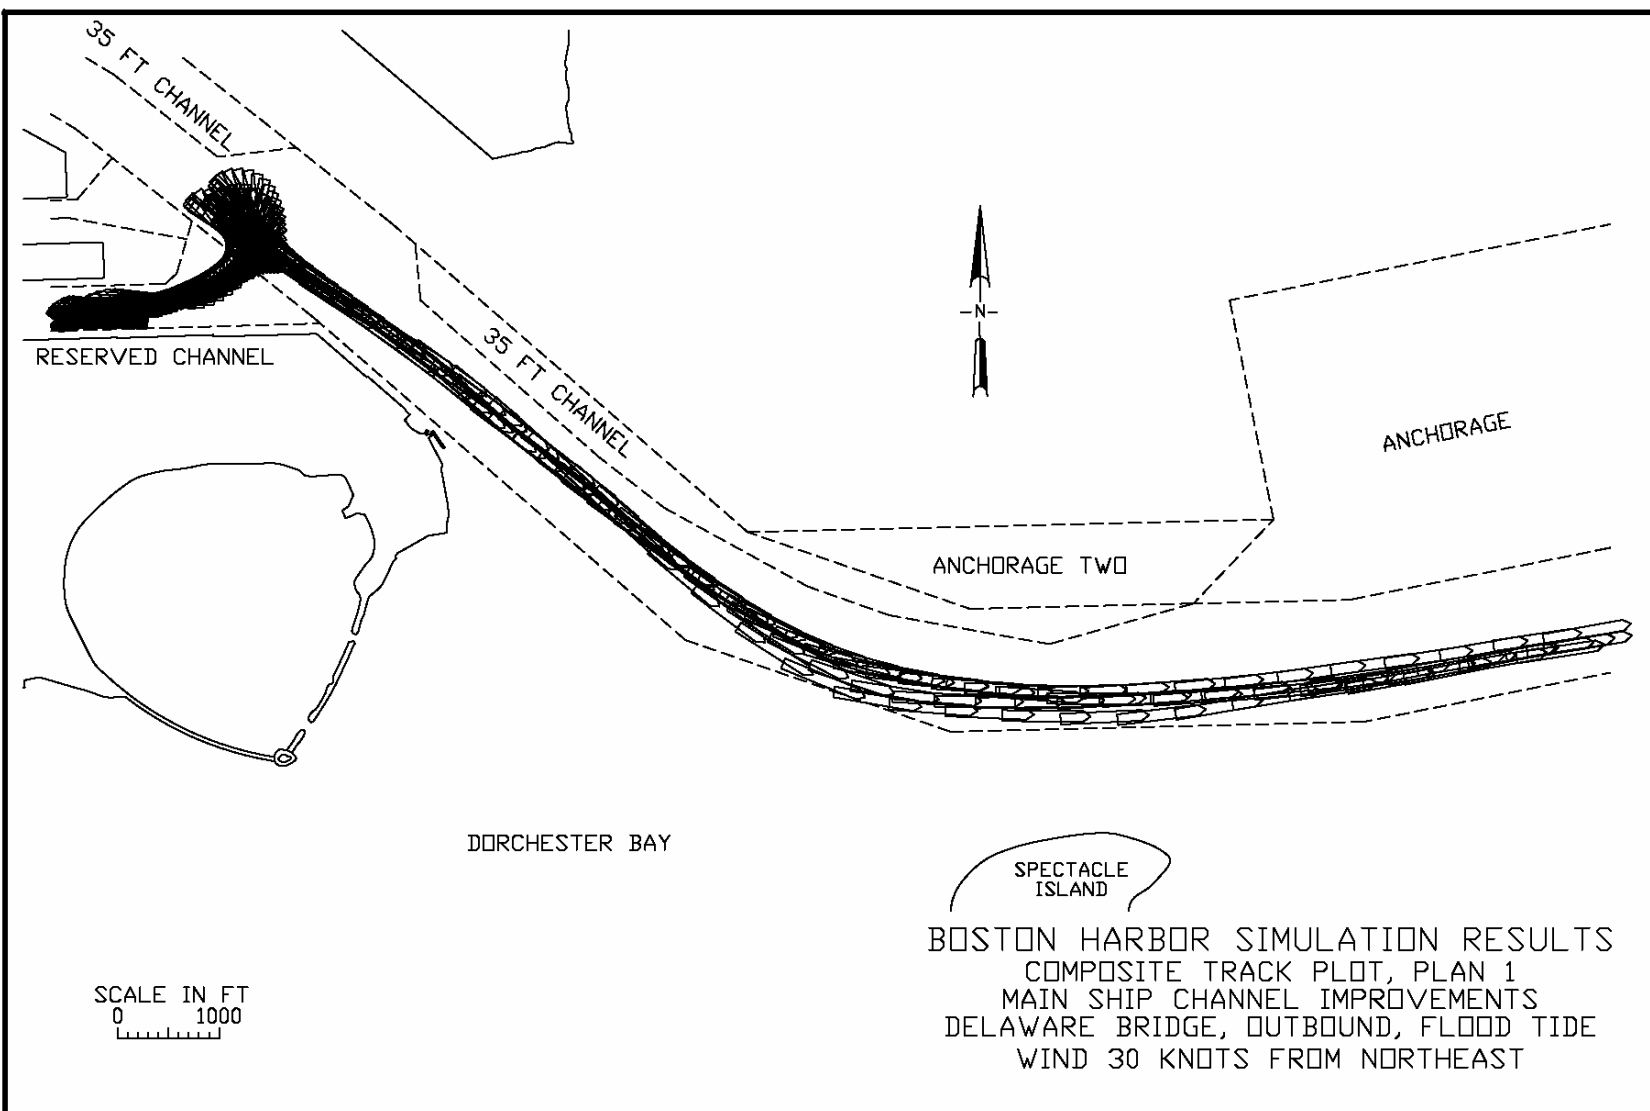 35 FT CHANNEL
RESERVED CHANNEL
35 FT CHANNEL
-N-
ANCHORAGE
ANCHORAGE TWO
DORCHESTER BAY
SPECTACLE
ISLAND
BOSTON HARBOR SIMULATION RESULTS
COMPOSITE TRACK PLOT, PLAN 1
MAIN SHIP CHANNEL IMPROVEMENTS
DELAWARE BRIDGE, OUTBOUND, FLOOD TIDE
WIND 30 KNOTS FROM NORTHEAST
SCALE IN FT
0 1000